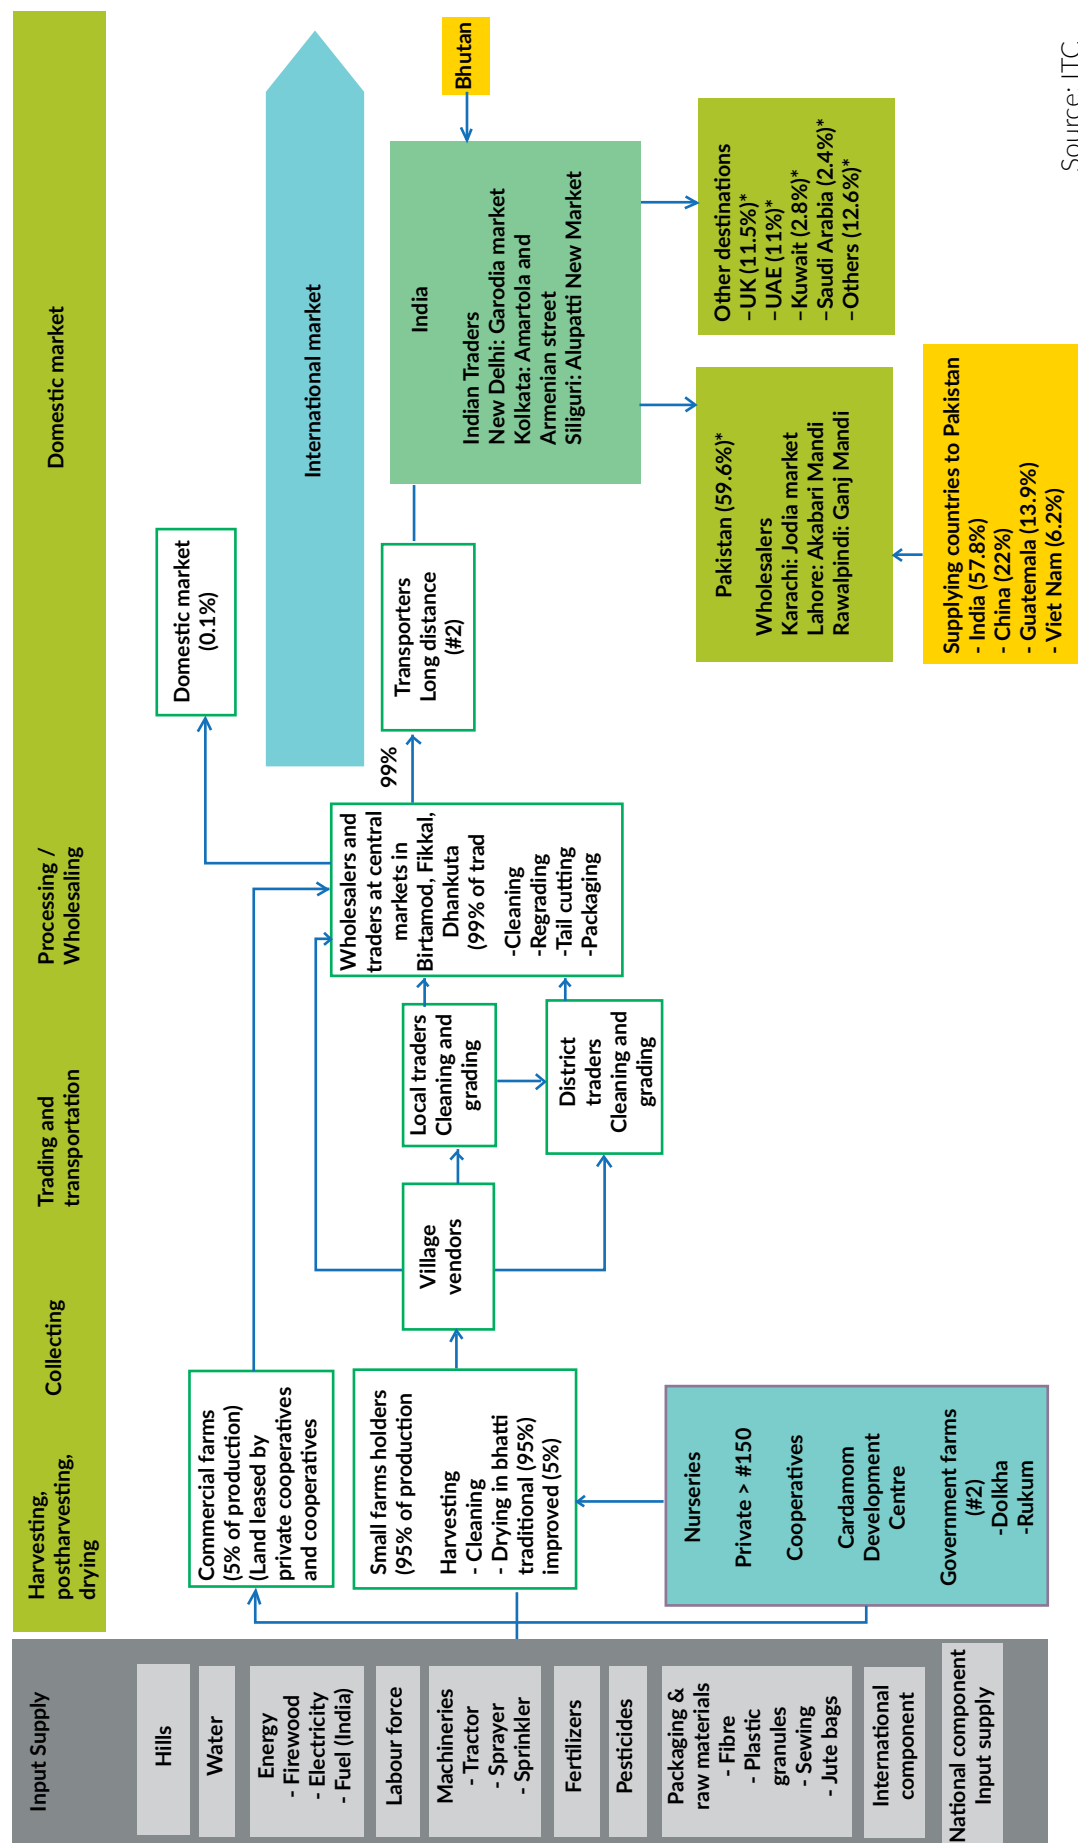 Input Supply
Harvesting,
postharvesting,
drying
Collecting
Trading and
transportation
Processing /
Wholesaling
Domestic market
Hills
Water
Energy
- Firewood
- Electricity
- Fuel (India)
Labour force
Machineries
- Tractor
- Sprayer
- Sprinkler
Fertilizers
Pesticides
Packaging &
raw materials
- Fibre
- Plastic
granules
- Sewing
- Jute bags
International
component
National component
Input supply
Commercial farms
(5% of production)
(Land leased by
private cooperatives
and cooperatives
Small farms holders
(95% of production
Harvesting
- Cleaning
- Drying in bhatti
traditional (95%)
improved (5%)
Nurseries
Private > #150
Cooperatives
Cardamom
Development
Centre
Government farms
(#2)
-Dolkha
-Rukum
Village
vendors
Local traders
Cleaning and
grading
District
traders
Cleaning and
grading
Wholesalers and
traders at central
markets in
Birtamod, Fikkal,
Dhankuta
(99% of trad
-Cleaning
-Regrading
-Tail cutting
-Packaging
99%
Domestic market
(0.1%)
International market
Transporters
Long distance
(#2)
India
Indian Traders
New Delhi: Garodia market
Kolkata: Amartola and
Armenian street
Siliguri: Alupatti New Market
Bhutan
Pakistan (59.6%)*
Wholesalers
Karachi: Jodia market
Lahore: Akabari Mandi
Rawalpindi: Ganj Mandi
Other destinations
–UK (11.5%)*
–UAE (11%)*
–Kuwait (2.8%)*
–Saudi Arabia (2.4%)*
–Others (12.6%)*
Supplying countries to Pakistan
- India (57.8%)
- China (22%)
- Guatemala (13.9%)
- Viet Nam (6.2%)
Source: ITC